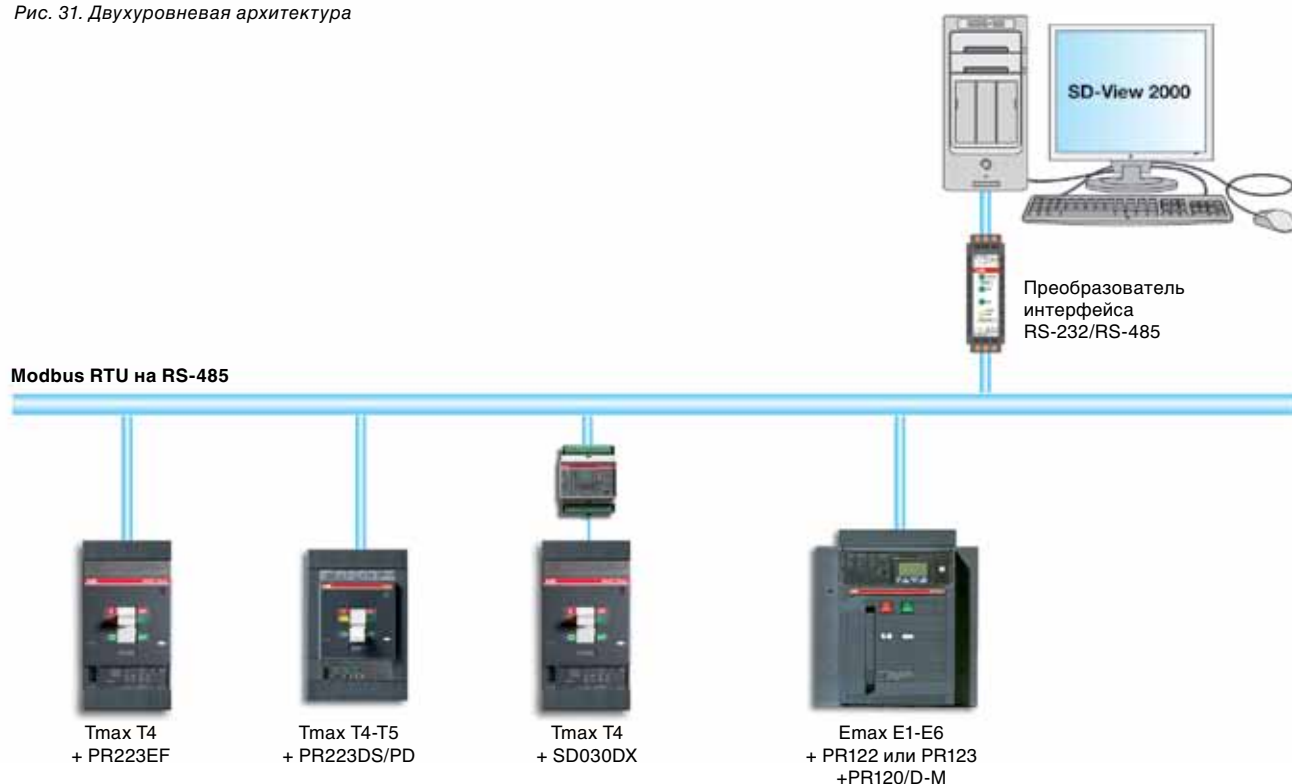 Рис. 31. Двухуровневая архитектура
SD-View 2000
Преобразователь
интерфейса
RS-232/RS-485
Modbus RTU на RS-485
Tmax T4
+ PR223EF
Tmax T4-T5
+ PR223DS/PD
Tmax T4
+ SD030DX
Emax E1-E6
+ PR122 или PR123
+PR120/D-M